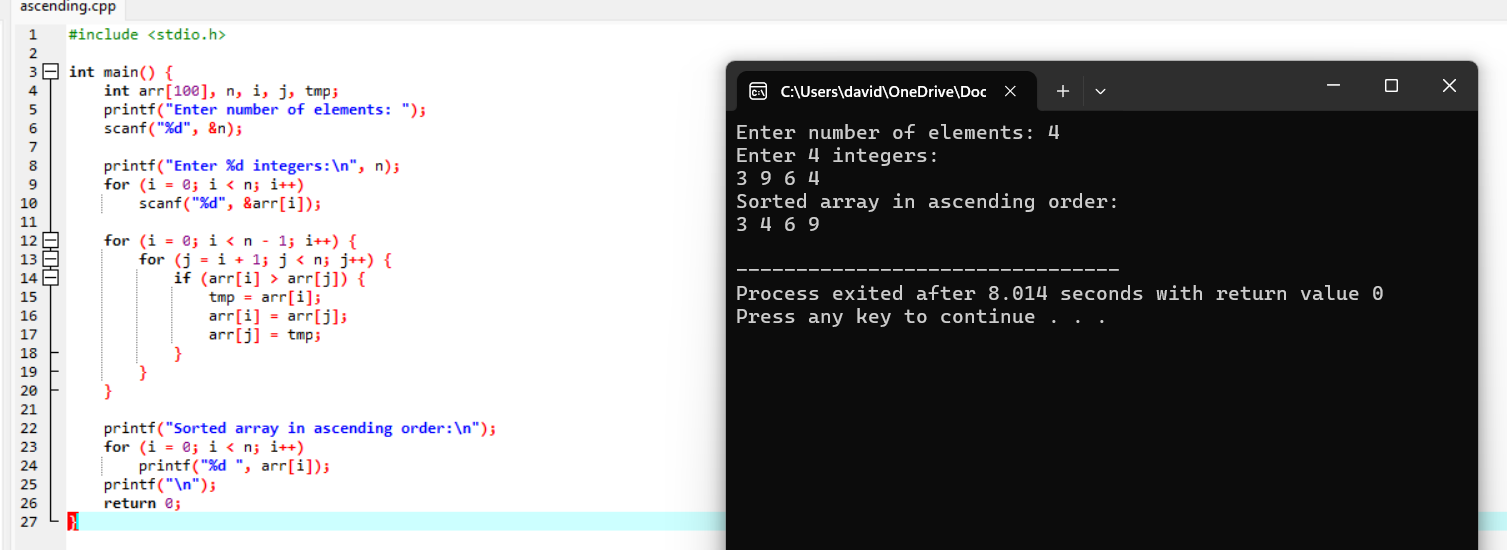 ascending.cpp
1 #include <stdio.h>
2
3 int main() {
4 int arr[100], n, i, j, tmp;
5 printf("Enter number of elements: ");
6 scanf("%d", &n);
7
8 printf("Enter %d integers:\n", n);
9 for (i = 0; i < n; i++)
10 scanf("%d", &arr[i]);
11
12 for (i = 0; i < n - 1; i++) {
13 for (j = i + 1; j < n; j++) {
14 if (arr[i] > arr[j]) {
15 tmp = arr[i];
16 arr[i] = arr[j];
17 arr[j] = tmp;
18 }
19 }
20 }
21
22 printf("Sorted array in ascending order:\n");
23 for (i = 0; i < n; i++)
24 printf("%d ", arr[i]);
25 printf("\n");
26 return 0;
27 }
C:\Users\david\OneDrive\Doc
Enter number of elements: 4
Enter 4 integers:
3 9 6 4
Sorted array in ascending order:
3 4 6 9
--------------------------------
Process exited after 8.014 seconds with return value 0
Press any key to continue . . .